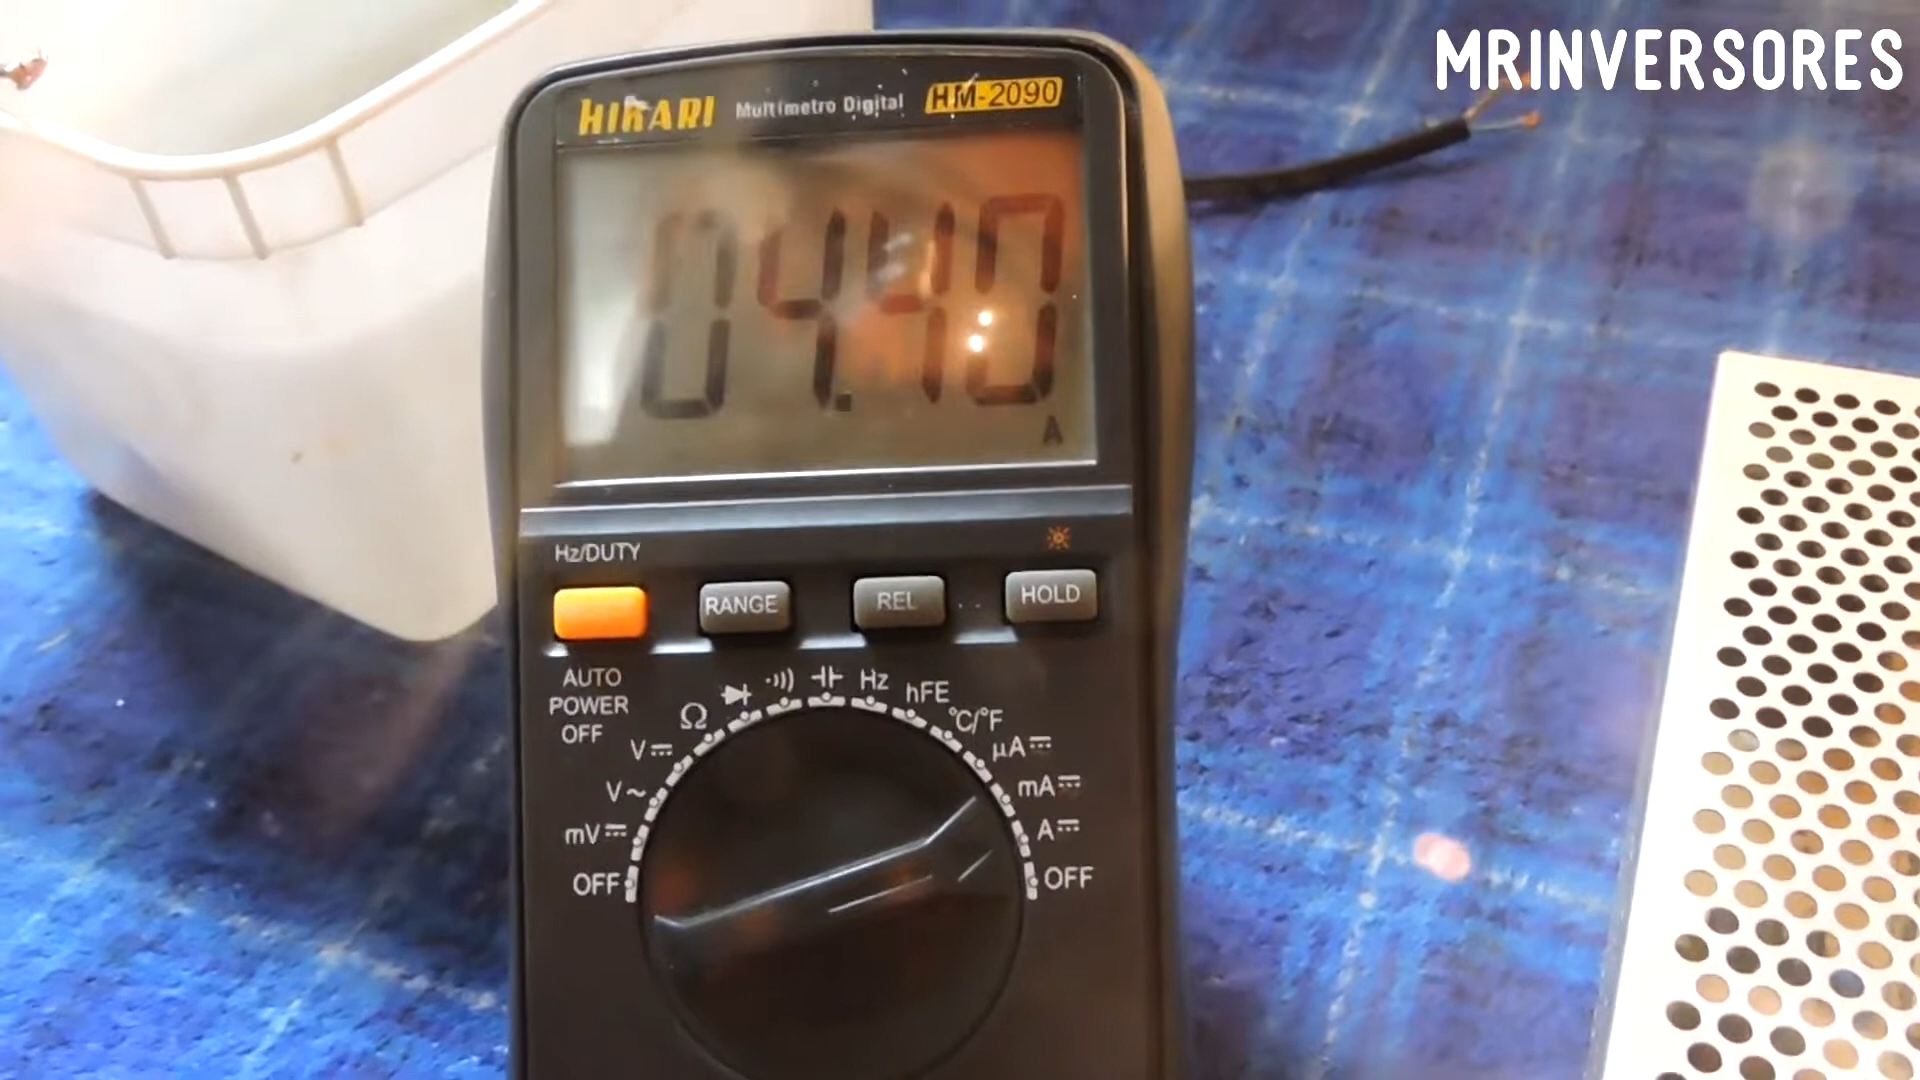 MRINVERSORES
HIKARI Multímetro Digital HM-2090
04.40
A
Hz/DUTY
RANGE REL HOLD
AUTO
POWER
OFF
OFF
mV
V~
V
Ω
Hz
hFE
°C/°F
µA
mA
A
OFF